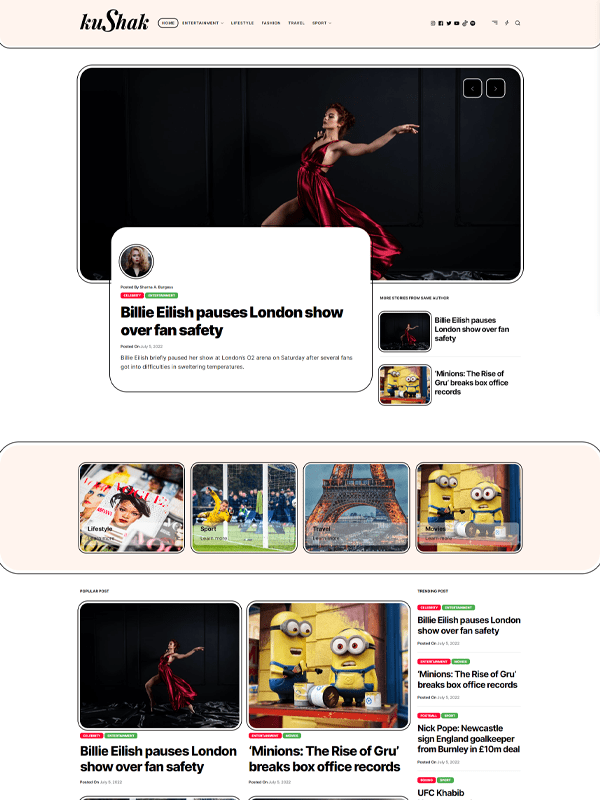 kuShak
HOME
ENTERTAINMENT
LIFESTYLE
FASHION
TRAVEL
SPORT
Posted By Sharna A. Burgess
CELEBRITY
ENTERTAINMENT
Billie Eilish pauses London show
over fan safety
Posted On July 5, 2022
Billie Eilish briefly paused her show at London's O2 arena on Saturday after several fans
got into difficulties in sweltering temperatures.
MORE STORIES FROM SAME AUTHOR
Billie Eilish pauses
London show over fan
safety
'Minions: The Rise of
Gru' breaks box office
records
Lifestyle
Learn more
Sport
Learn more
Travel
Learn more
Movies
Learn more
POPULAR POST
CELEBRITY
ENTERTAINMENT
Billie Eilish pauses London
show over fan safety
Posted On July 5, 2022
ENTERTAINMENT
MOVIES
‘Minions: The Rise of Gru’
breaks box office records
Posted On July 5, 2022
TRENDING POST
CELEBRITY
ENTERTAINMENT
Billie Eilish pauses London
show over fan safety
Posted On July 5, 2022
ENTERTAINMENT
MOVIES
‘Minions: The Rise of Gru’
breaks box office records
Posted On July 5, 2022
FOOTBALL
SPORT
Nick Pope: Newcastle
sign England goalkeeper
from Burnley in £10m deal
Posted On July 5, 2022
BOXING
SPORT
UFC Khabib